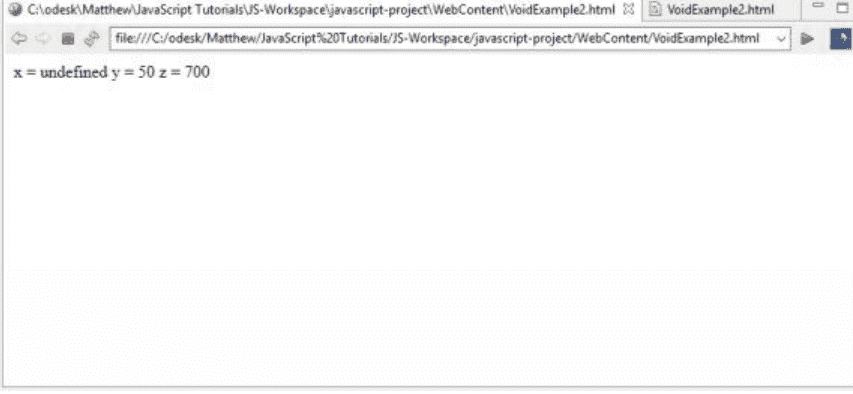 C:\odesk\Matthew\JavaScript Tutorials\JS-Workspace\javascript-project\WebContent\VoidExample2.html VoidExample2.html
file:///C:/odesk/Matthew/JavaScript%20Tutorials/JS-Workspace/javascript-project/WebContent/VoidExample2.html
x = undefined y = 50 z = 700